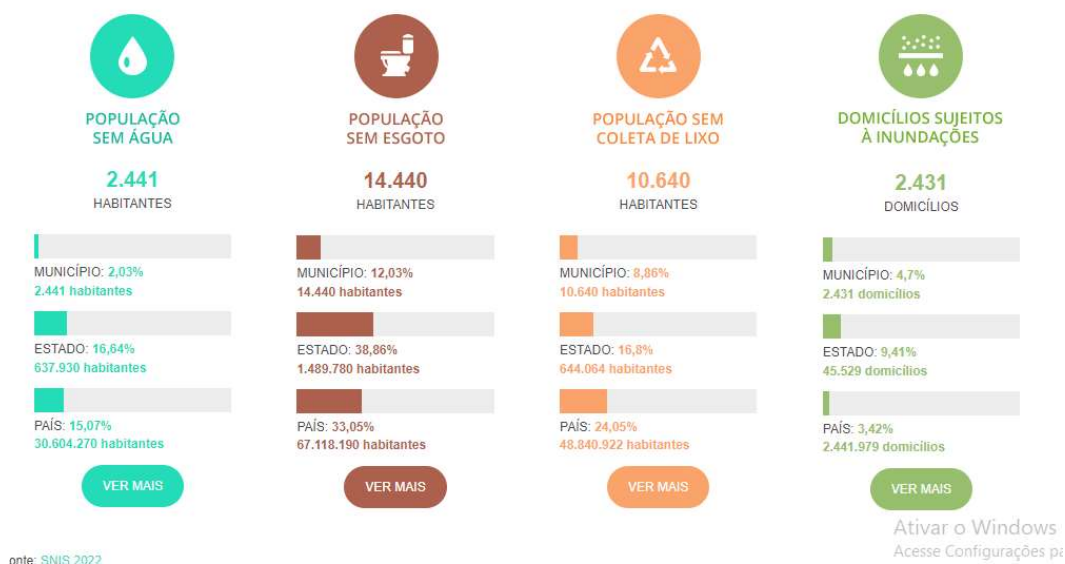 POPULAÇÃO
SEM ÁGUA
2.441
HABITANTES
MUNICÍPIO: 2,03%
2.441 habitantes
ESTADO: 16,64%
637.930 habitantes
PAÍS: 15,07%
30.604.270 habitantes
VER MAIS
POPULAÇÃO
SEM ESGOTO
14.440
HABITANTES
MUNICÍPIO: 12,03%
14.440 habitantes
ESTADO: 38,86%
1.489.780 habitantes
PAÍS: 33,05%
67.118.190 habitantes
VER MAIS
POPULAÇÃO SEM
COLETA DE LIXO
10.640
HABITANTES
MUNICÍPIO: 8,86%
10.640 habitantes
ESTADO: 16,8%
644.064 habitantes
PAÍS: 24,05%
48.840.922 habitantes
VER MAIS
DOMICÍLIOS SUJEITOS
À INUNDAÇÕES
2.431
DOMICÍLIOS
MUNICÍPIO: 4,7%
2.431 domicílios
ESTADO: 9,41%
45.529 domicílios
PAÍS: 3,42%
2.441.979 domicílios
VER MAIS
Ativar o Windows
Acesse Configurações pa
onte: SNIS 2022